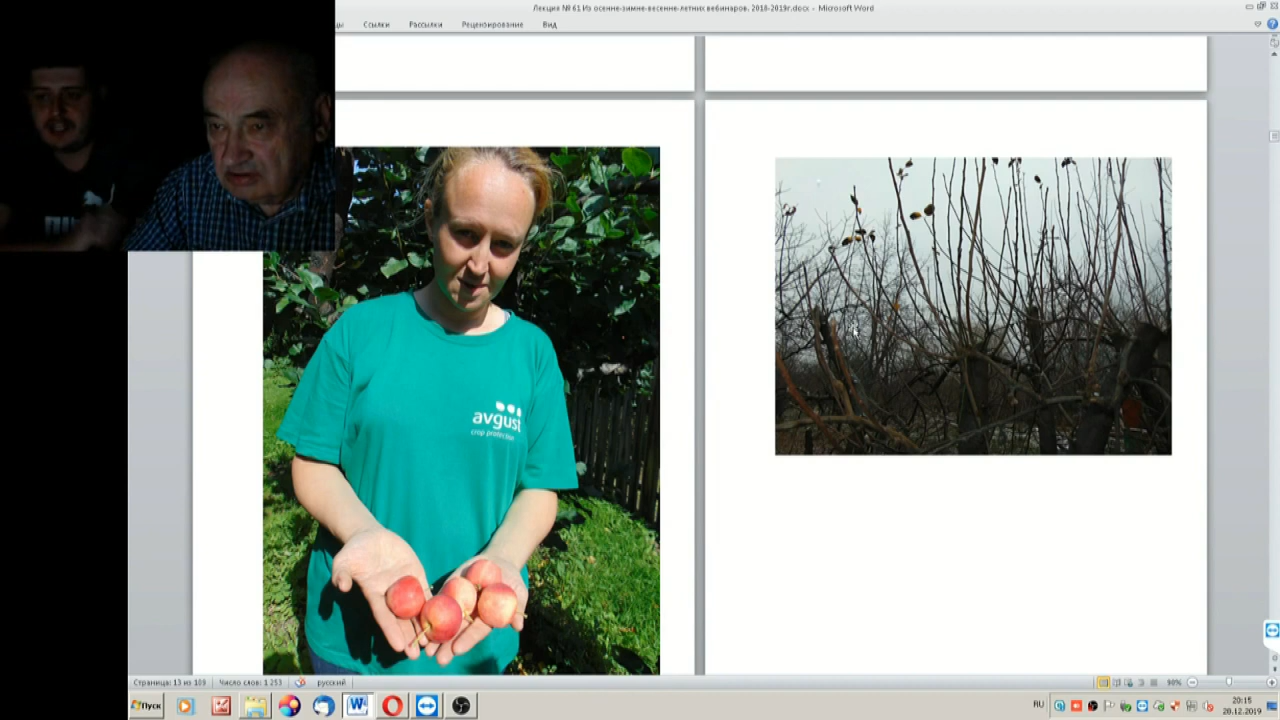 Лекция № 61 Из осенне-зимне-весенне-летних вебинаров. 2018-2019г.docx - Microsoft Word
Ссылки Рассылки Рецензирование Вид
avgust
crop protection
Страница: 13 из 109 Число слов: 1 253 русский 90%
Пуск RU 20:15
20.12.2019